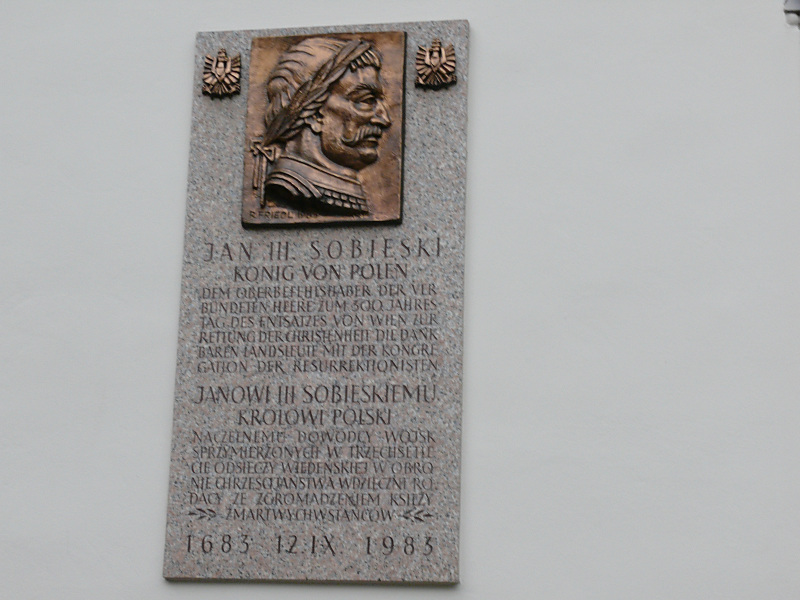 R. FRIEDL 1983
JAN III. SOBIESKI
KÖNIG VON POLEN
DEM OBERBEFEHLSHABER DER VER
BÜNDETEN HEERE ZUM 300. JAHRES-
TAG DES ENTSATZES VON WIEN ZUR
RETTUNG DER CHRISTENHEIT DIE DANK
BAREN LANDSLEUTE MIT DER KONGRE
GATION DER RESURREKTIONISTEN
JANOWI III SOBIESKIEMU
KRÓLOWI POLSKI
NACZELNEMU DOWÓDCY WOJSK
SPRZYMIERZONYCH W TRZECHSETLE
CIE ODSIECZY WIEDEŃSKIEJ W OBRO
NIE CHRZEŚCIJAŃSTWA WDZIĘCZNI RO
DACY ZE ZGROMADZENIEM KSIĘŻY
ZMARTWYCHWSTAŃCÓW
1683 12.IX. 1983